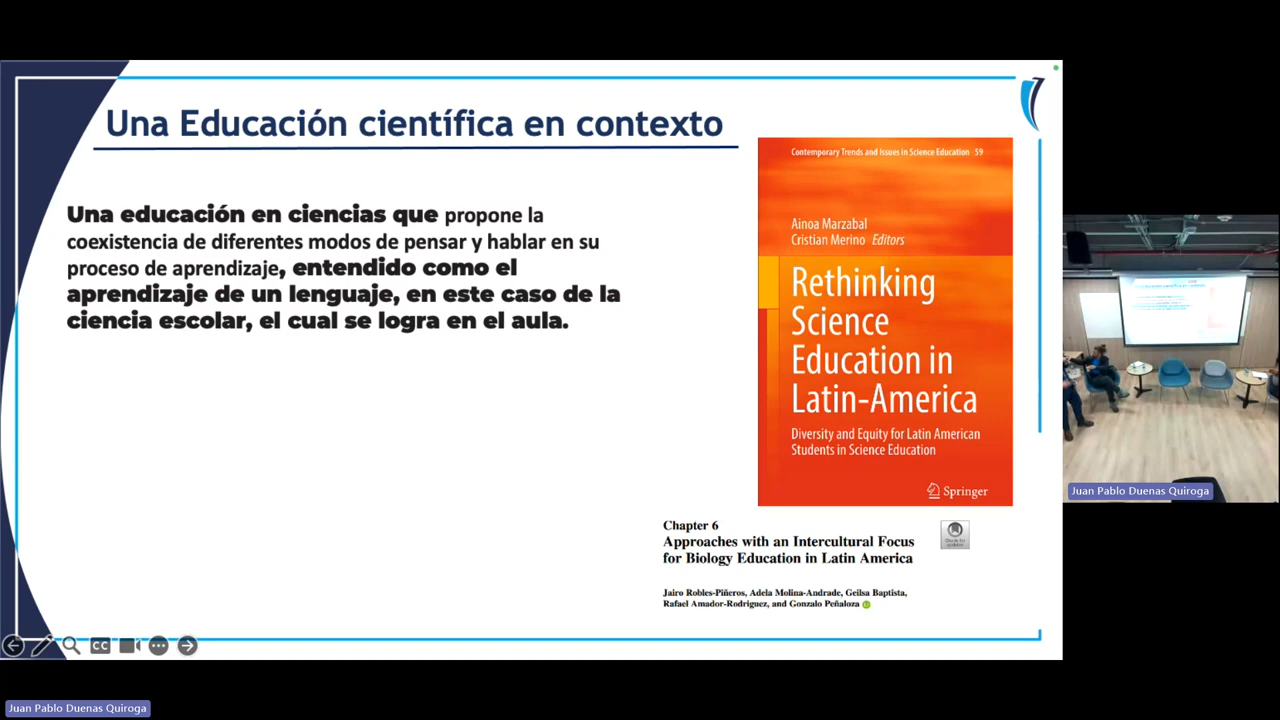 Una Educación científica en contexto
Una educación en ciencias que propone la
coexistencia de diferentes modos de pensar y hablar en su
proceso de aprendizaje, entendido como el
aprendizaje de un lenguaje, en este caso de la
ciencia escolar, el cual se logra en el aula.
Contemporary Trends and Issues in Science Education 59
Ainoa Marzabal
Cristian Merino Editors
Rethinking
Science
Education in
Latin-America
Diversity and Equity for Latin American
Students in Science Education
Springer
Chapter 6
Approaches with an Intercultural Focus
for Biology Education in Latin America
Jairo Robles-Piñeros, Adela Molina-Andrade, Geilsa Baptista,
Rafael Amador-Rodriguez, and Gonzalo Peñaloza
CC
Juan Pablo Duenas Quiroga
Juan Pablo Duenas Quiroga